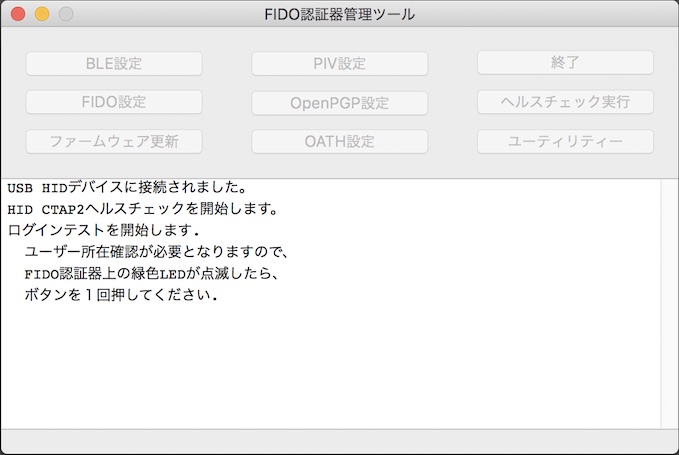 FIDO認証器管理ツール
BLE設定
PIV設定
終了
FIDO設定
OpenPGP設定
ヘルスチェック実行
ファームウェア更新
OATH設定
ユーティリティー
USB HIDデバイスに接続されました。
HID CTAP2ヘルスチェックを開始します。
ログインテストを開始します.
  ユーザー所在確認が必要となりますので、
  FIDO認証器上の緑色LEDが点滅したら、
  ボタンを１回押してください.